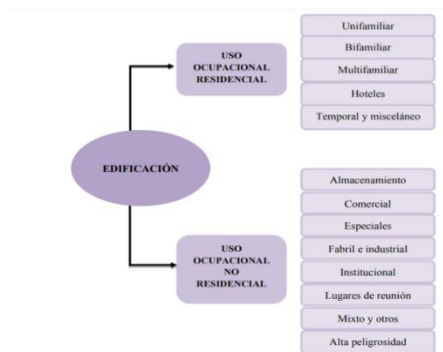 EDIFICACIÓN
USO
OCUPACIONAL
RESIDENCIAL
Unifamiliar
Bifamiliar
Multifamiliar
Hoteles
Temporal y misceláneo
USO
OCUPACIONAL
NO
RESIDENCIAL
Almacenamiento
Comercial
Especiales
Fabril e industrial
Institucional
Lugares de reunión
Mixto y otros
Alta peligrosidad